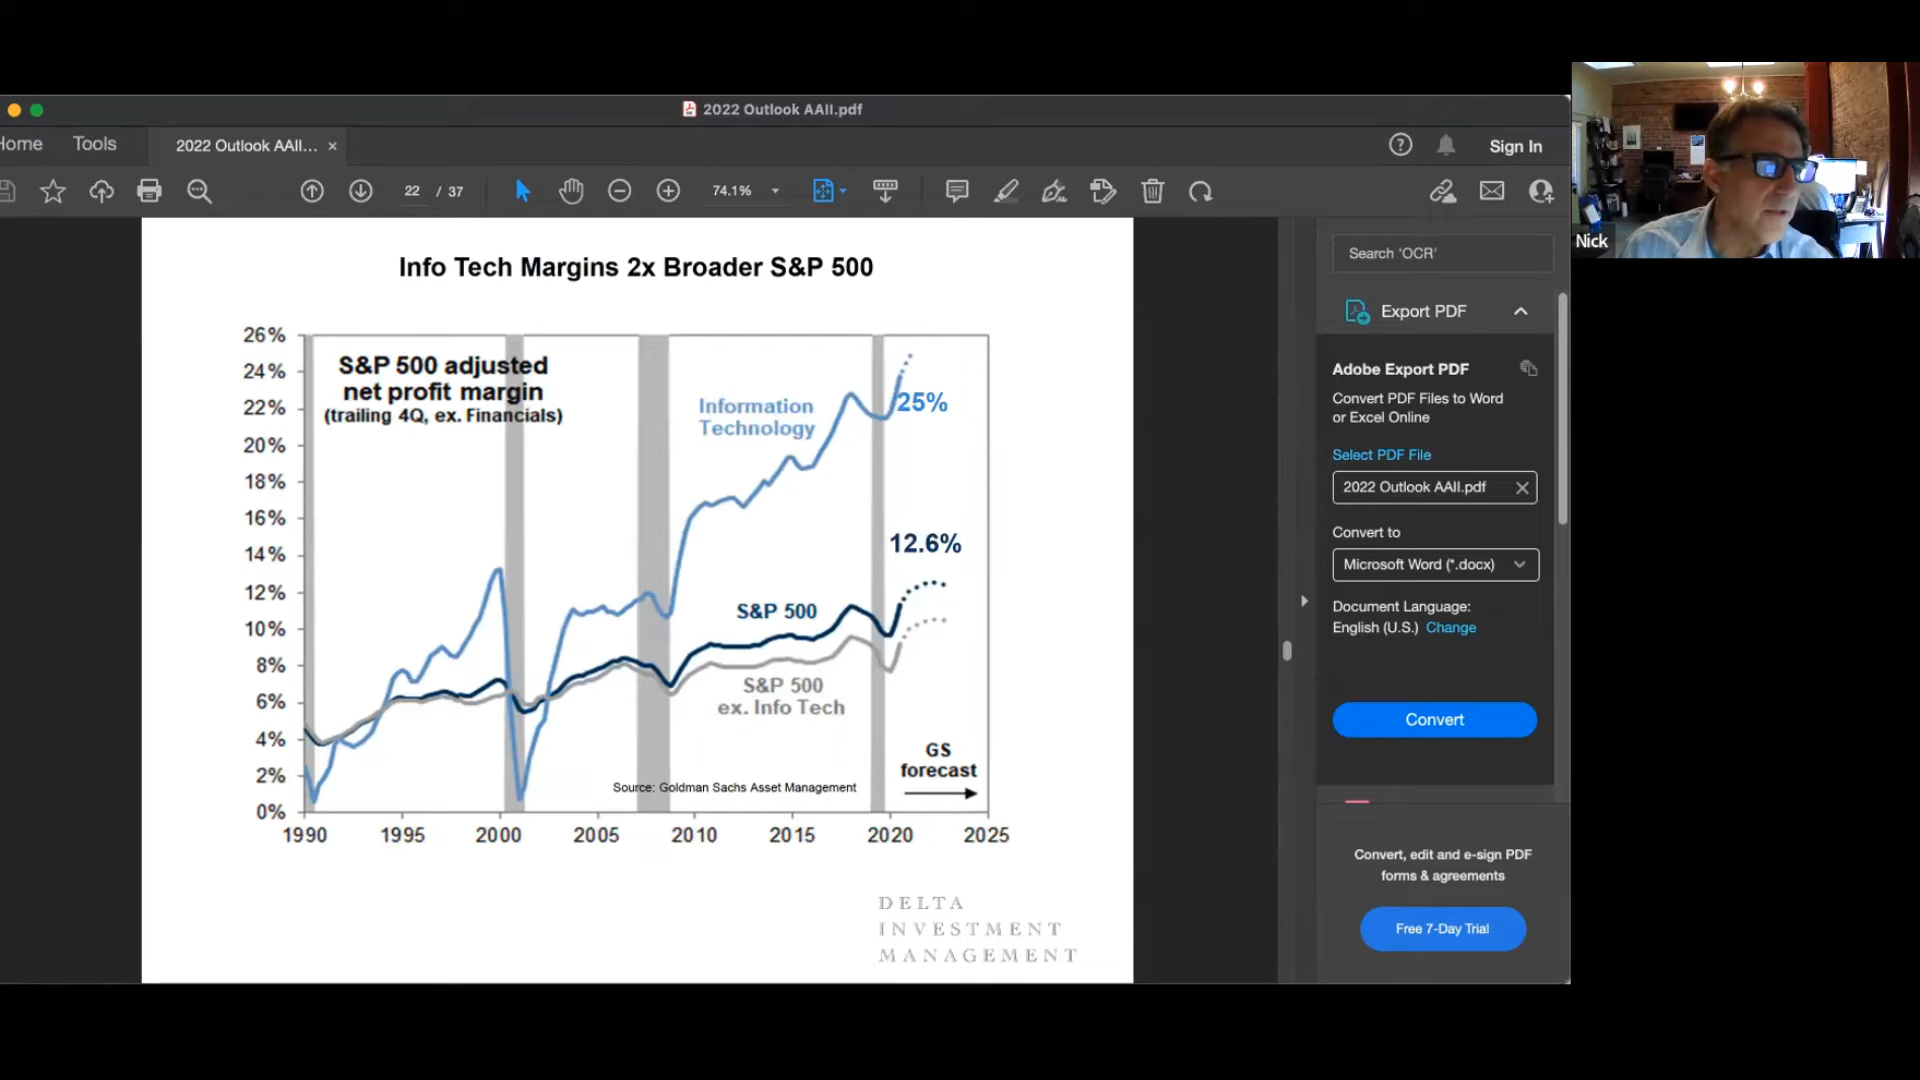 2022 Outlook AAII.pdf
Home
Tools
2022 Outlook AAII... ×
Sign In
22 / 37
74.1%
Nick
Info Tech Margins 2x Broader S&P 500
26%
24%
22%
20%
18%
16%
14%
12%
10%
8%
6%
4%
2%
0%
S&P 500 adjusted
net profit margin
(trailing 4Q, ex. Financials)
Information
Technology
25%
12.6%
S&P 500
S&P 500
ex. Info Tech
GS
forecast
Source: Goldman Sachs Asset Management
1990 1995 2000 2005 2010 2015 2020 2025
DELTA
INVESTMENT
MANAGEMENT
Search 'OCR'
Export PDF
Adobe Export PDF
Convert PDF Files to Word
or Excel Online
Select PDF File
2022 Outlook AAII.pdf
Convert to
Microsoft Word (*.docx)
Document Language:
English (U.S.) Change
Convert
Convert, edit and e-sign PDF
forms & agreements
Free 7-Day Trial